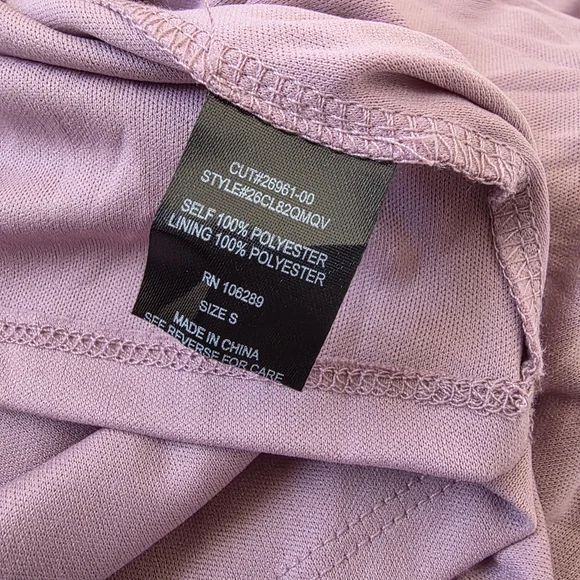 CUT#26961-00
STYLE#26CL82QMQV
SELF 100% POLYESTER
LINING 100% POLYESTER
RN 106289
SIZE S
MADE IN CHINA
SEE REVERSE FOR CARE